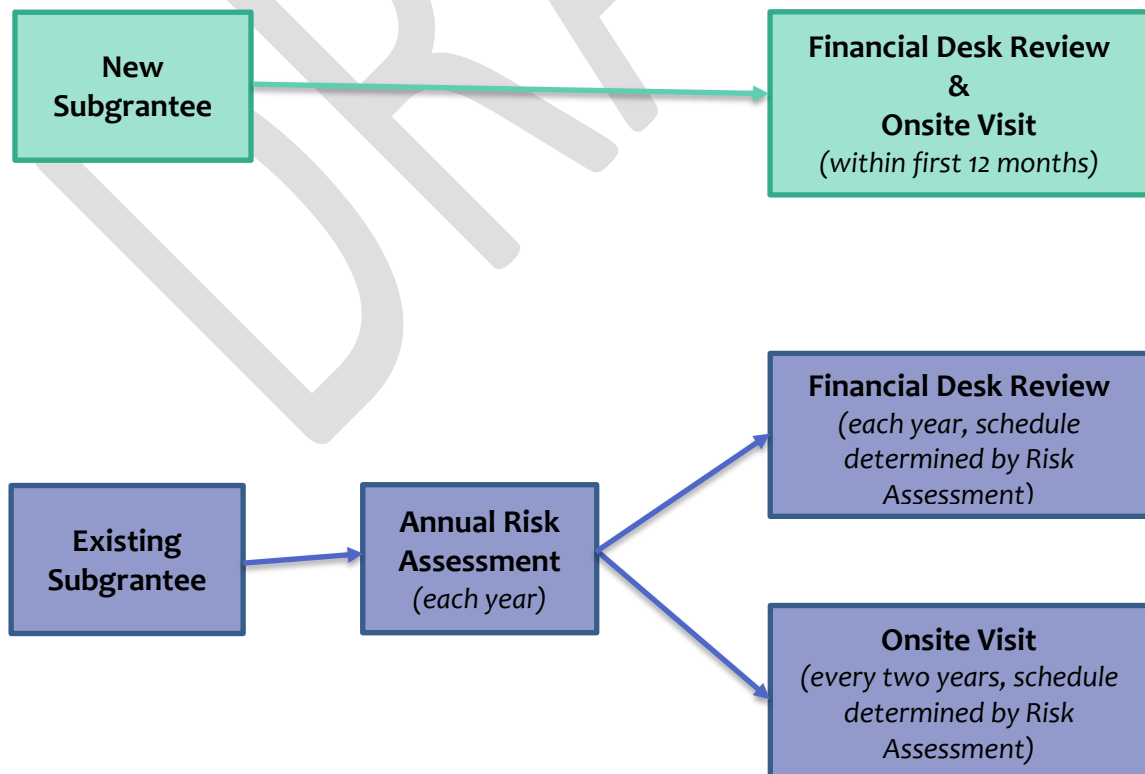 New
Subgrantee
Financial Desk Review
&
Onsite Visit
(within first 12 months)
Existing
Subgrantee
Annual Risk
Assessment
(each year)
Financial Desk Review
(each year, schedule
determined by Risk
Assessment)
Onsite Visit
(every two years, schedule
determined by Risk
Assessment)